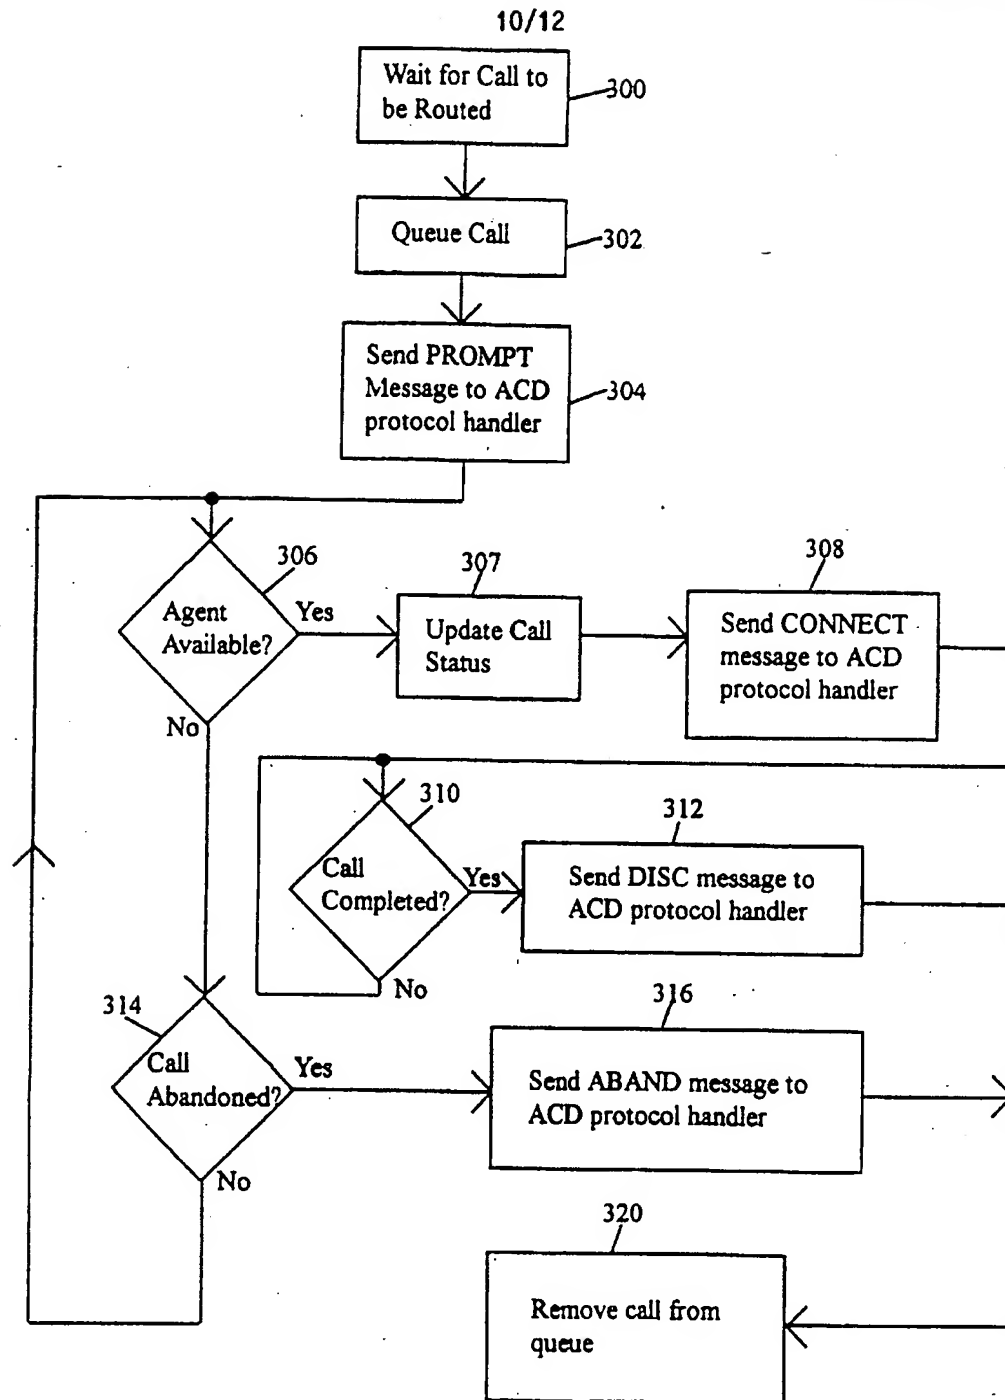 10/12
Wait for Call to
be Routed
300
Queue Call
302
Send PROMPT
Message to ACD
protocol handler
304
306
Agent
Available?
Yes
No
307
Update Call
Status
308
Send CONNECT
message to ACD
protocol handler
310
Call
Completed?
Yes
No
312
Send DISC message to
ACD protocol handler
314
Call
Abandoned?
Yes
No
316
Send ABAND message to
ACD protocol handler
320
Remove call from
queue